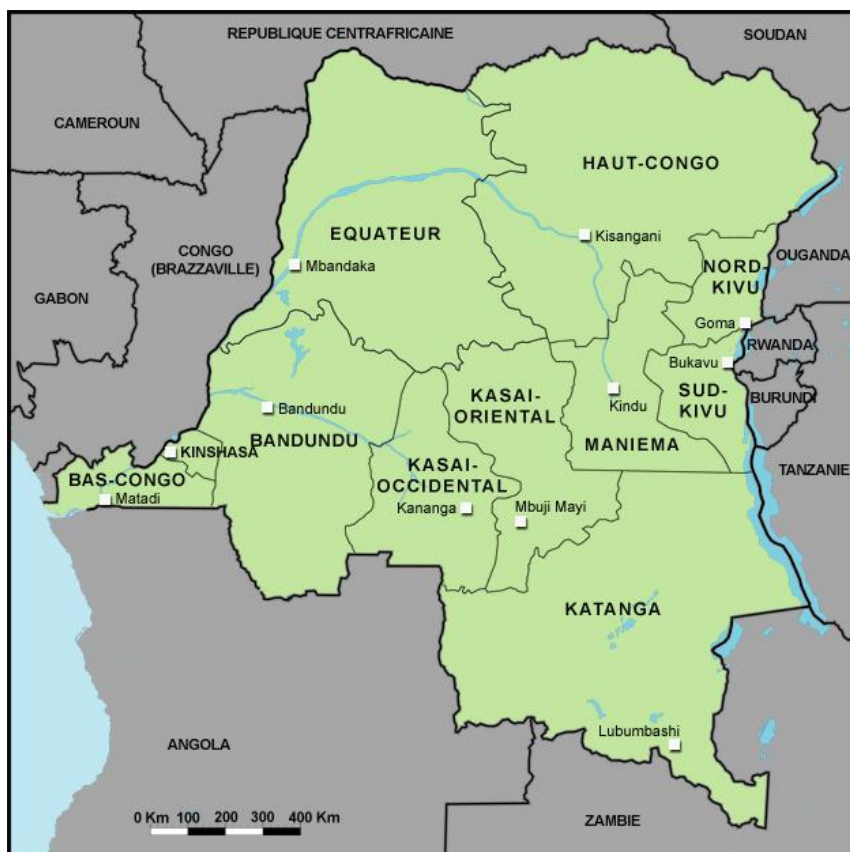 REPUBLIQUE CENTRAFRICAINE
SOUDAN
CAMEROUN
HAUT-CONGO
EQUATEUR
Kisangani
CONGO
(BRAZZAVILLE)
OUGANDA
Mbandaka
NORD-
KIVU
GABON
Goma
RWANDA
Bukavu
SUD-
KIVU
BURUNDI
KASAI-
ORIENTAL
Kindu
Bandundu
BANDUNDU
MANIEMA
KINSHASA
KASAI-
OCCIDENTAL
TANZANIE
BAS-CONGO
Matadi
Kananga
Mbuji Mayi
KATANGA
Lubumbashi
ANGOLA
0 Km 100 200 300 400 Km
ZAMBIE